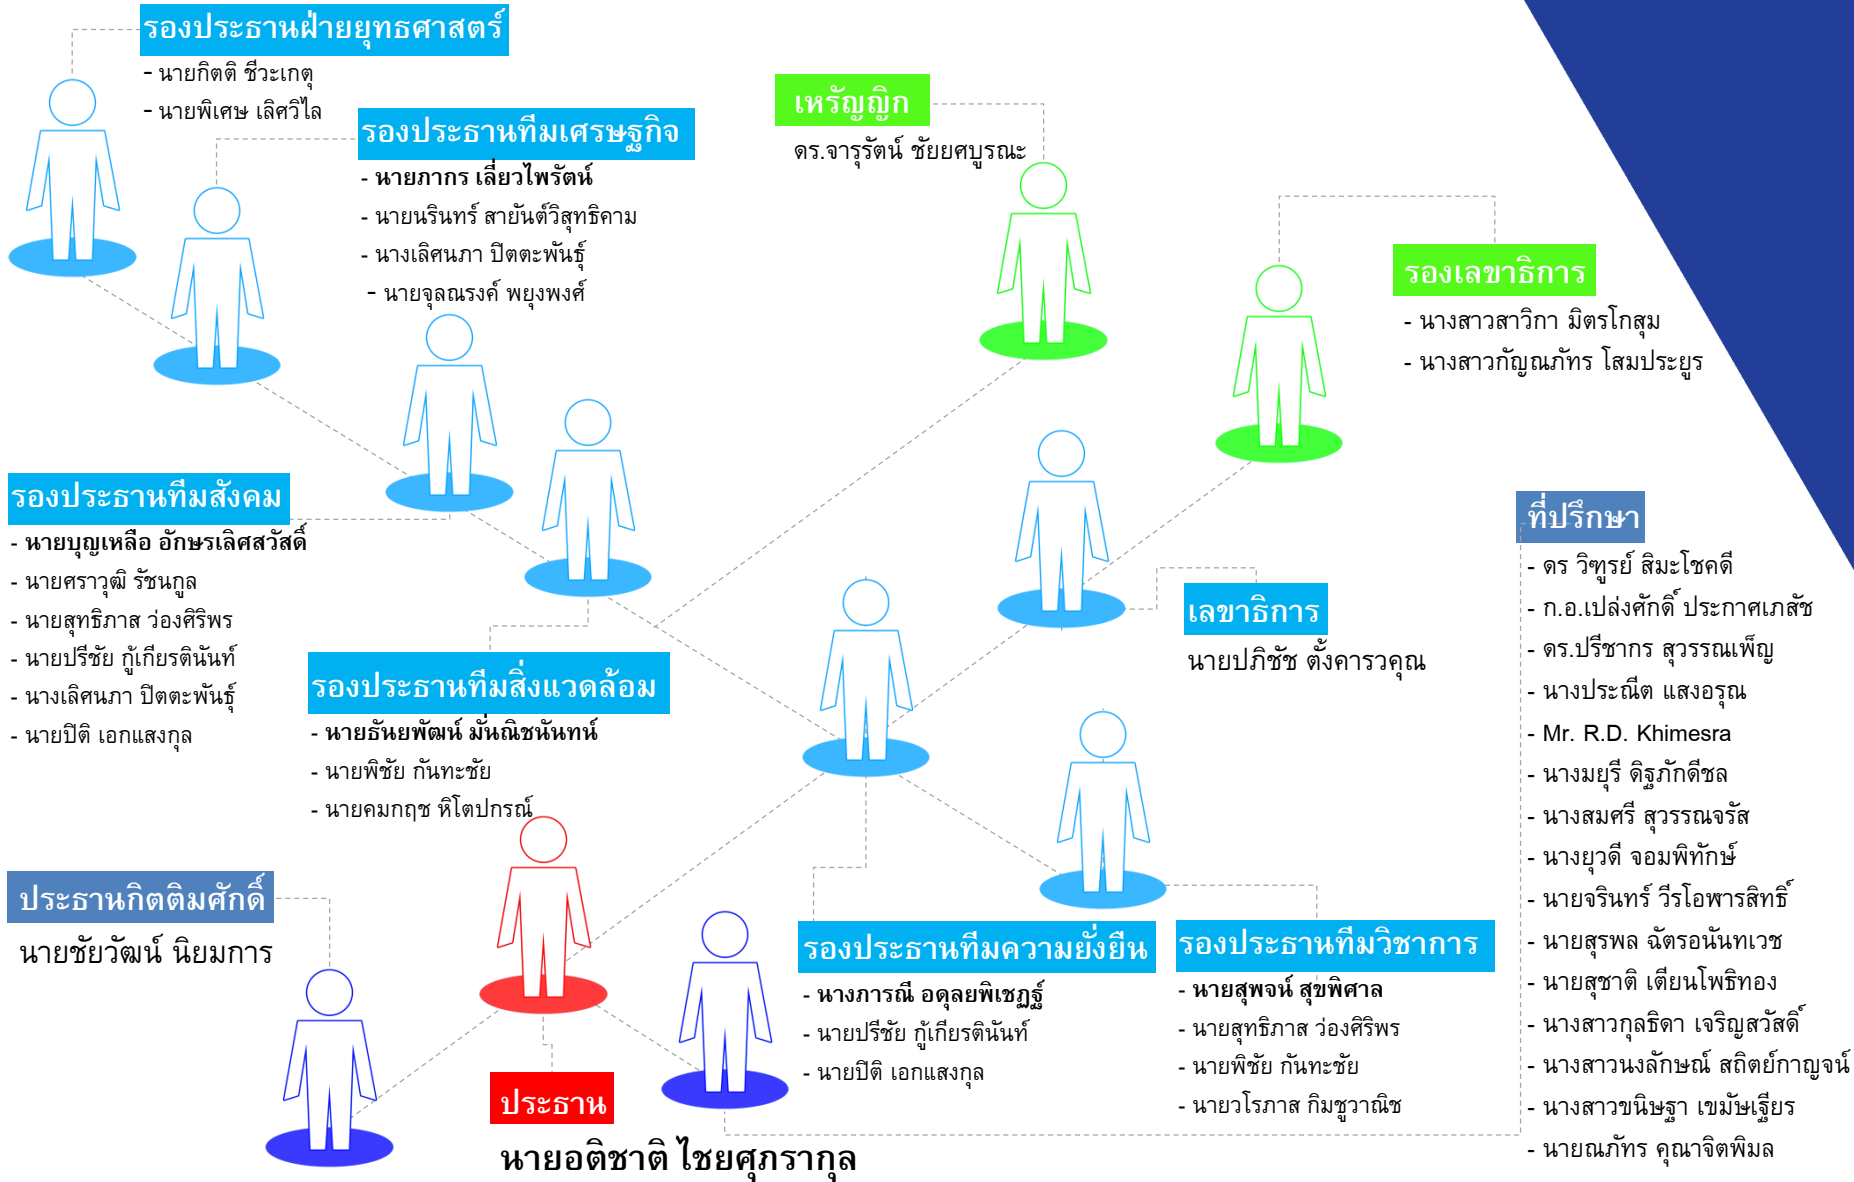 รองประธานฝ่ายยุทธศาสตร์
- นายกิตติ ชีวะเกตุ
- นายพิเศษ เลิศวิไล
รองประธานทีมเศรษฐกิจ
- นายภากร เลี่ยวไพรัตน์
- นายนรินทร์ สายันต์วิสุทธิคาม
- นางเลิศนภา ปิตตะพันธุ์
- นายจุลณรงค์ พยุงพงศ์
เหรัญญิก
ดร.จารุรัตน์ ชัยยศบูรณะ
รองเลขาธิการ
- นางสาวสาวิกา มิตรโกสุม
- นางสาวกัญณภัทร โสมประยูร
รองประธานทีมสังคม
- นายบุญเหลือ อักษรเลิศสวัสดิ์
- นายศราวุฒิ รัชนกูล
- นายสุทธิภาส ว่องศิริพร
- นายปรีชัย กู้เกียรตินันท์
- นางเลิศนภา ปิตตะพันธุ์
- นายปิติ เอกแสงกุล
รองประธานทีมสิ่งแวดล้อม
- นายธันยพัฒน์ มั่นณิชนันทน์
- นายพิชัย กันทะชัย
- นายคมกฤช หิโตปกรณ์
เลขาธิการ
นายปภิชัช ตั้งคารวคุณ
ที่ปรึกษา
- ดร วิฑูรย์ สิมะโชคดี
- ภ.อ.เปล่งศักดิ์ ประกาศเภสัช
- ดร.ปรีชากร สุวรรณเพ็ญ
- นางประณีต แสงอรุณ
- Mr. R.D. Khimesra
- นางมยุรี ดิฐภักดีชล
- นางสมศรี สุวรรณจรัส
- นางยุวดี จอมพิทักษ์
- นายจรินทร์ วีรโอฬารสิทธิ์
- นายสุรพล ฉัตรอนันทเวช
- นายสุชาติ เตียนโพธิทอง
- นางสาวกุลธิดา เจริญสวัสดิ์
- นางสาวนงลักษณ์ สถิตย์กาญจน์
- นางสาวขนิษฐา เขมัษเฐียร
- นายณภัทร คุณาจิตพิมล
ประธานกิตติมศักดิ์
นายชัยวัฒน์ นิยมการ
ประธาน
นายอติชาติ ไชยศุภรากุล
รองประธานทีมความยั่งยืน
- นางภารณี อดุลยพิเชฏฐ์
- นายปรีชัย กู้เกียรตินันท์
- นายปิติ เอกแสงกุล
รองประธานทีมวิชาการ
- นายสุพจน์ สุขพิศาล
- นายสุทธิภาส ว่องศิริพร
- นายพิชัย กันทะชัย
- นายวโรภาส กิมชูวาณิช